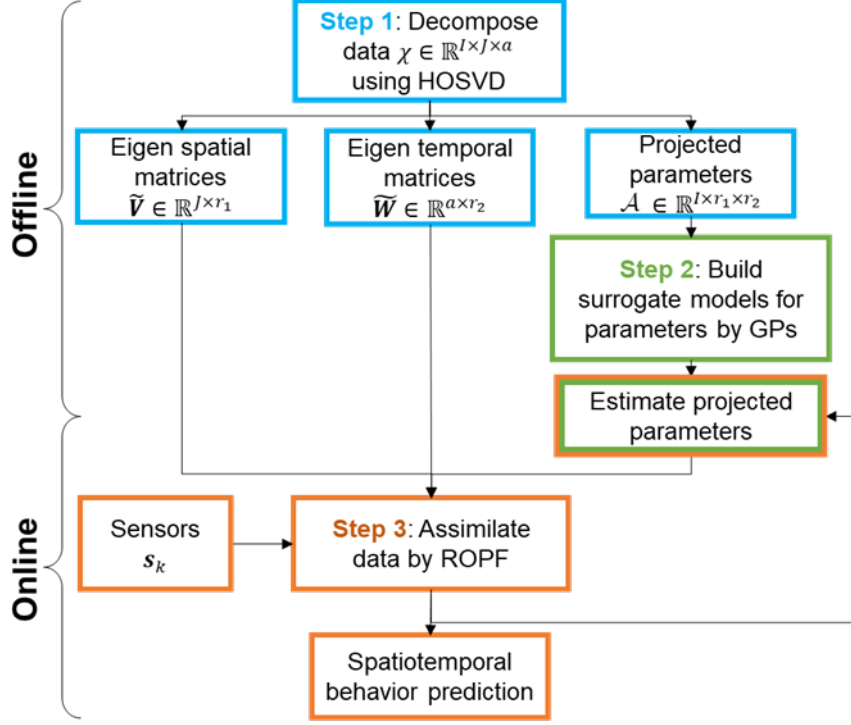 Offline
Step 1: Decompose
data χ ∈ ℝ^{I×J×a}
using HOSVD
Eigen spatial
matrices
Ṽ ∈ ℝ^{J×r₁}
Eigen temporal
matrices
W̃ ∈ ℝ^{a×r₂}
Projected
parameters
𝒜 ∈ ℝ^{I×r₁×r₂}
Step 2: Build
surrogate models for
parameters by GPs
Estimate projected
parameters
Online
Sensors
s_k
Step 3: Assimilate
data by ROPF
Spatiotemporal
behavior prediction